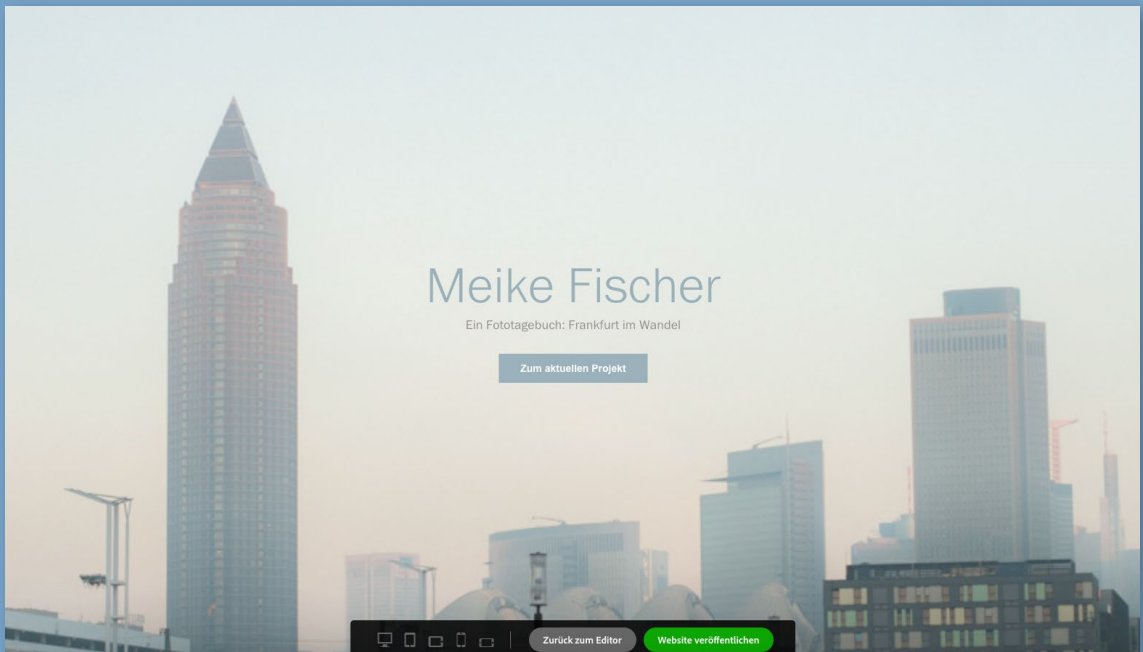 Meike Fischer
Ein Fototagebuch: Frankfurt im Wandel
Zum aktuellen Projekt
Zurück zum Editor
Website veröffentlichen